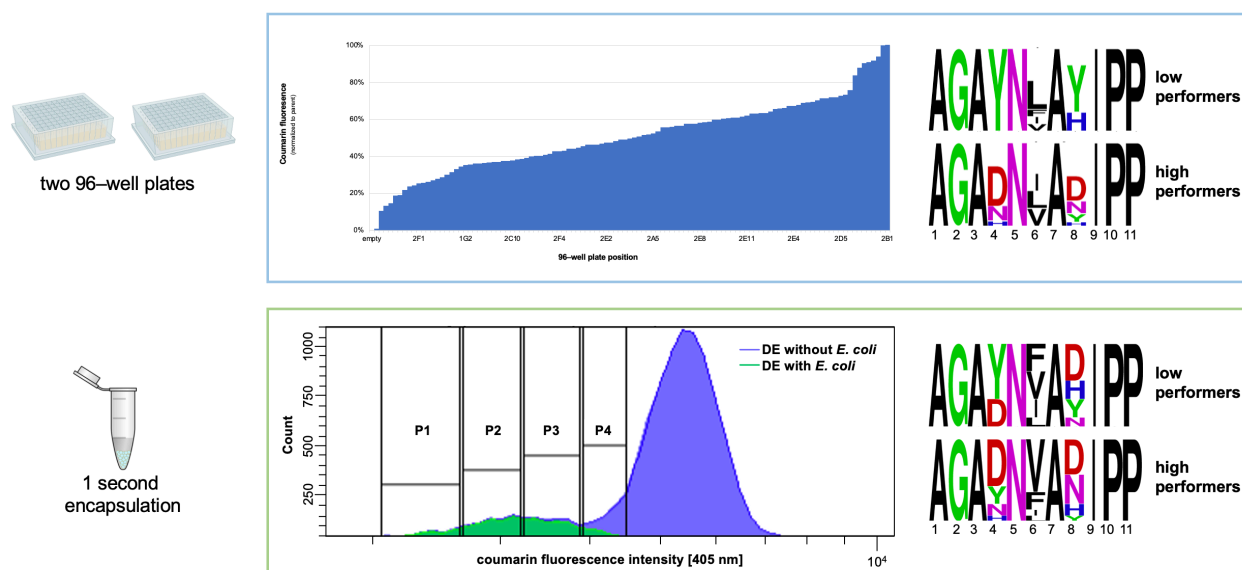 two 96–well plates
Coumarin fluorescence
(normalized to parent)
100%
80%
60%
40%
20%
0%
empty 2F1 1G2 2C10 2F4 2E2 2A5 2E8 2E11 2E4 2D5 2B1
96–well plate position
AGAYNLAYIPP
F
V
H
low
performers
AGADNILADIPP
N
H
V
N
Y
high
performers
1 2 3 4 5 6 7 8 9 10 11
1 second
encapsulation
Count
1000
750
500
250
P1 P2 P3 P4
DE without E. coli
DE with E. coli
coumarin fluorescence intensity [405 nm]
10⁴
AGAYNFADIPP
D
V
I
L
H
Y
N
low
performers
AGADNVADIPP
Y
N
H
F
N
H
Y
high
performers
1 2 3 4 5 6 7 8 9 10 11